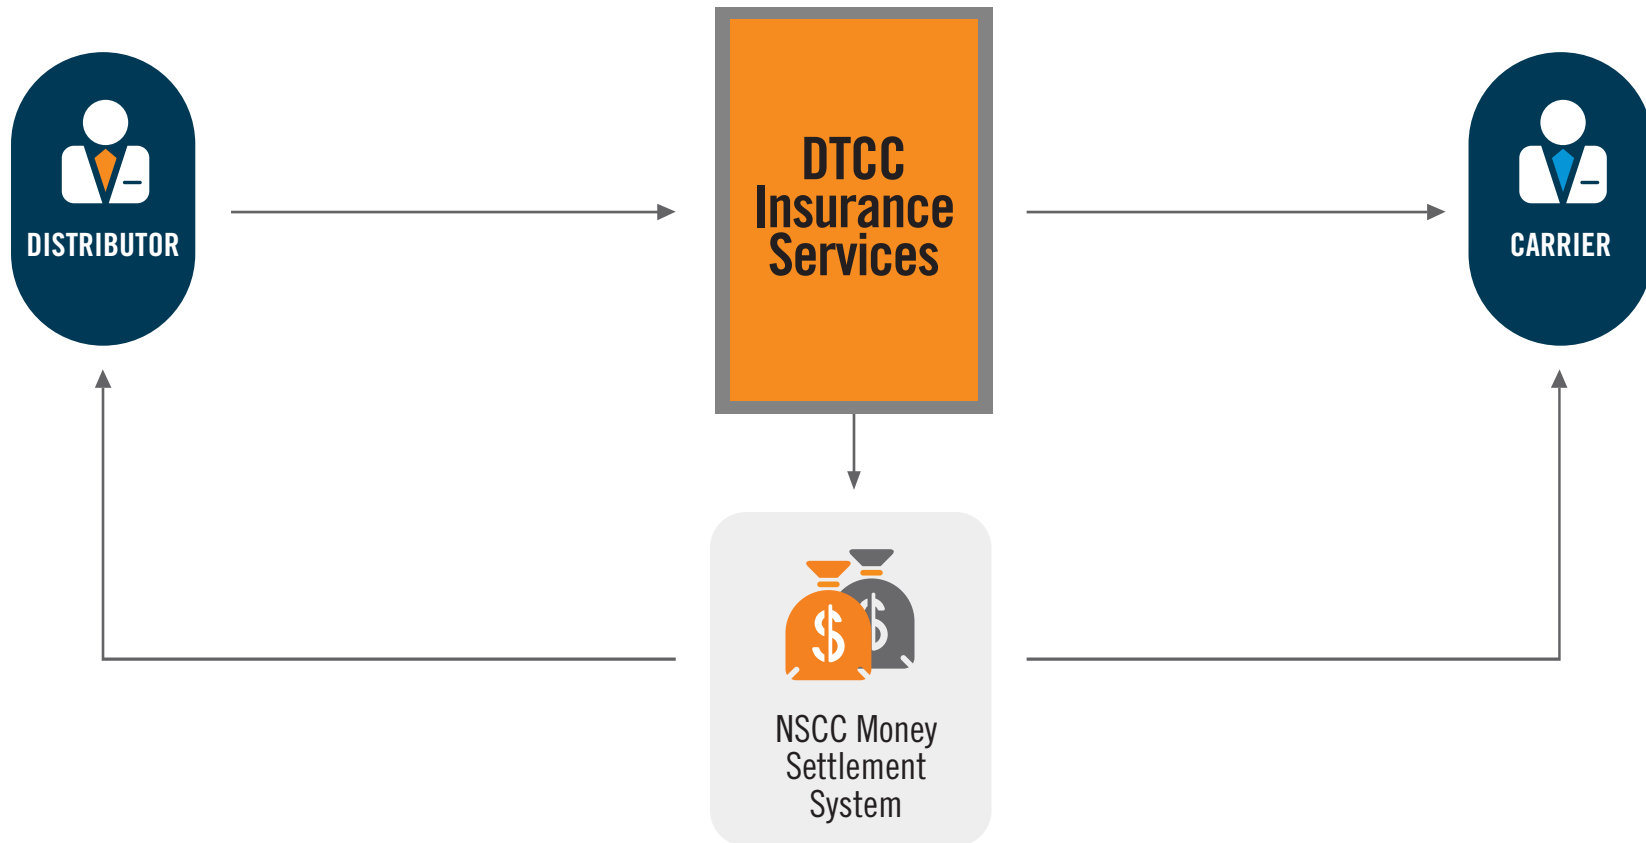 DISTRIBUTOR
DTCC
Insurance
Services
CARRIER
$ $
NSCC Money
Settlement
System